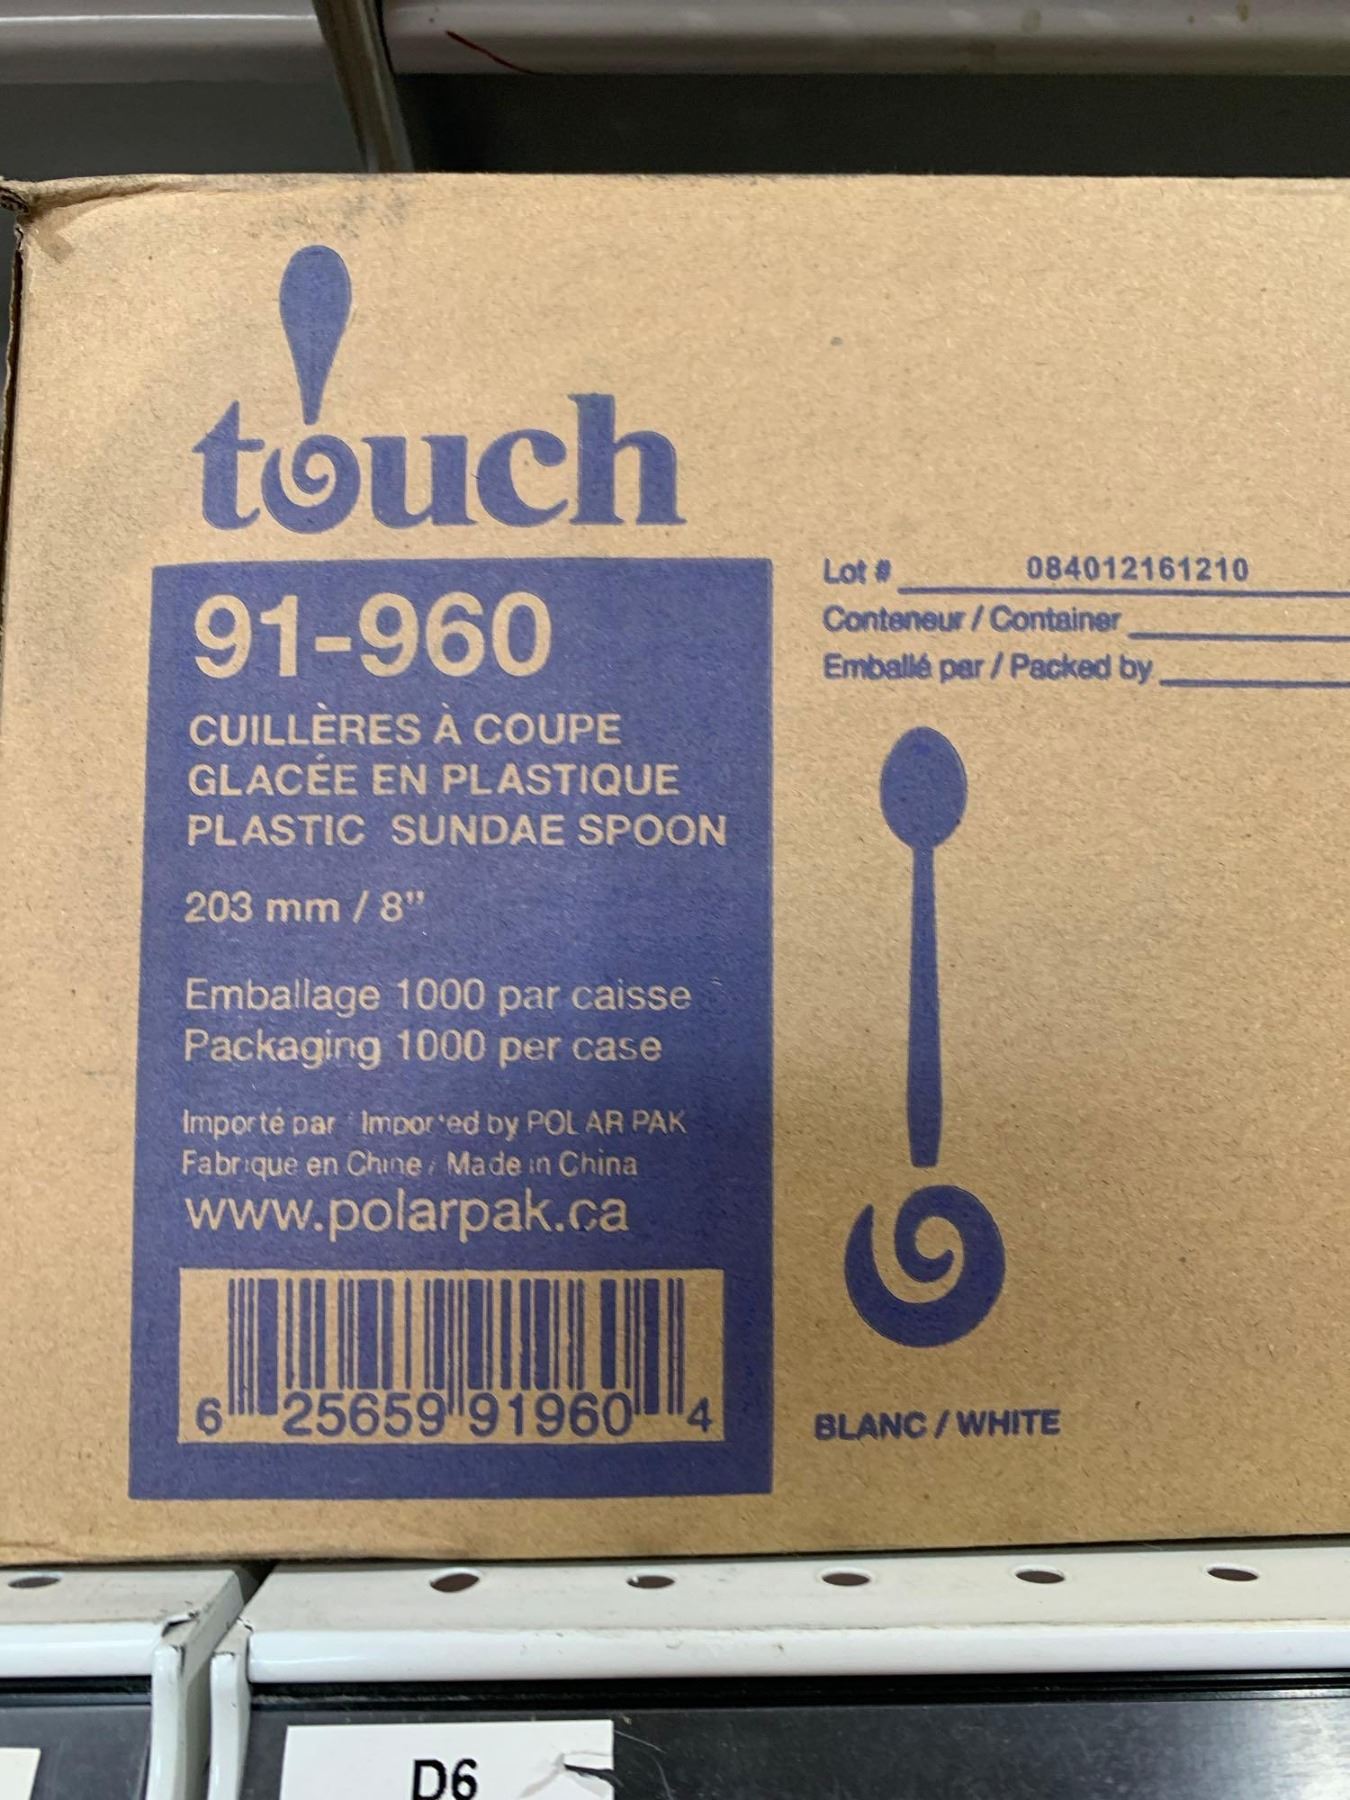 touch
91-960
CUILLÈRES À COUPE
GLACÉE EN PLASTIQUE
PLASTIC SUNDAE SPOON
203 mm / 8”
Emballage 1000 par caisse
Packaging 1000 per case
Importé par / Imported by POLAR PAK
Fabriqué en Chine / Made in China
www.polarpak.ca
6 25659 91960 4
Lot # 084012161210
Conteneur / Container
Emballé par / Packed by
BLANC / WHITE
D6